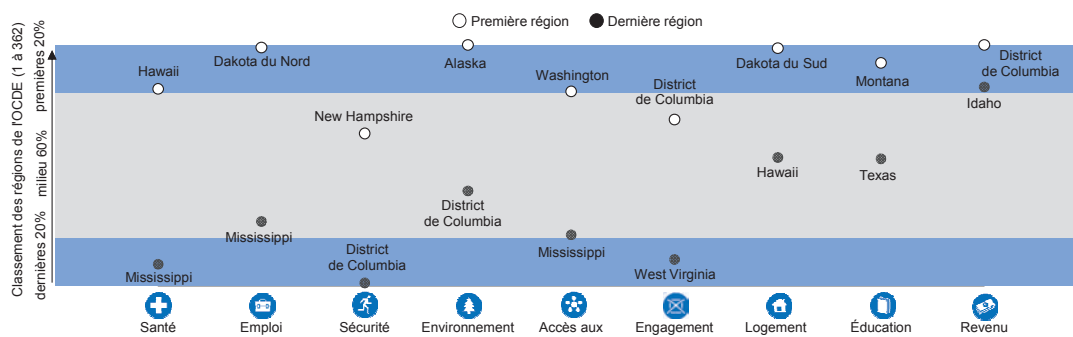 Première région
Dernière région
Classement des régions de l'OCDE (1 à 362)
dernières 20% milieu 60% premières 20%
Hawaii
Mississippi
Dakota du Nord
Mississippi
New Hampshire
District
de Columbia
Alaska
District
de Columbia
Washington
Mississippi
District
de Columbia
West Virginia
Dakota du Sud
Hawaii
Montana
Texas
District
de Columbia
Idaho
Santé
Emploi
Sécurité
Environnement
Accès aux
Engagement
Logement
Éducation
Revenu